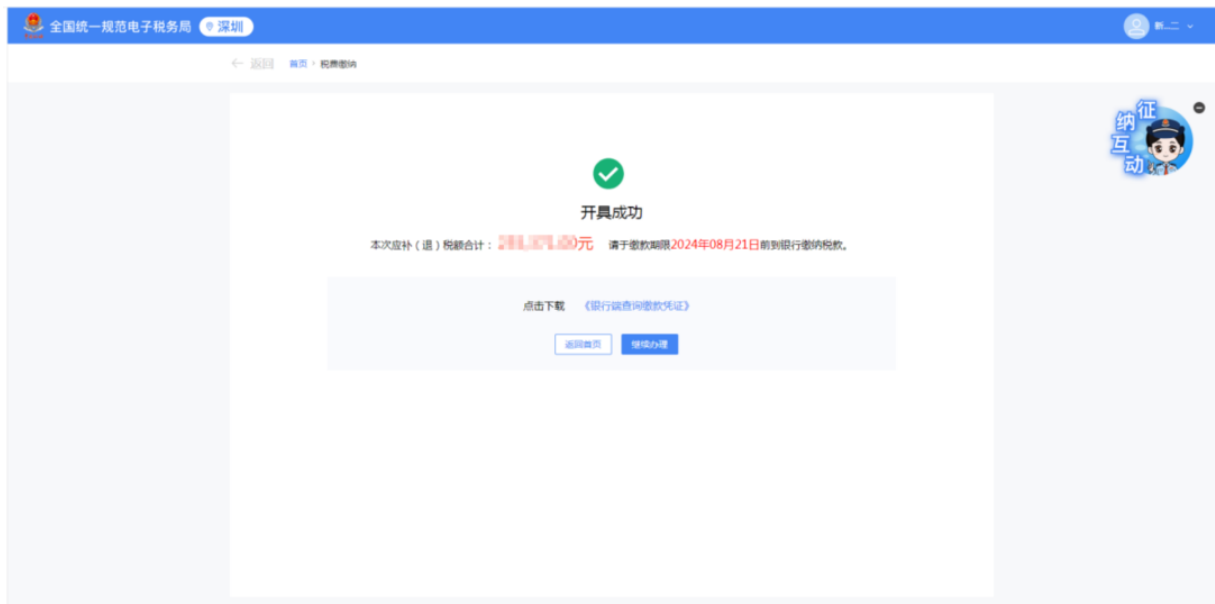 全国统一规范电子税务局 深圳
返回 首页 › 税费缴纳
征纳互动
开具成功
本次应补（退）税额合计： 元 请于缴款期限2024年08月21日前到银行缴纳税款。
点击下载 《银行端查询缴款凭证》
返回首页 继续办理